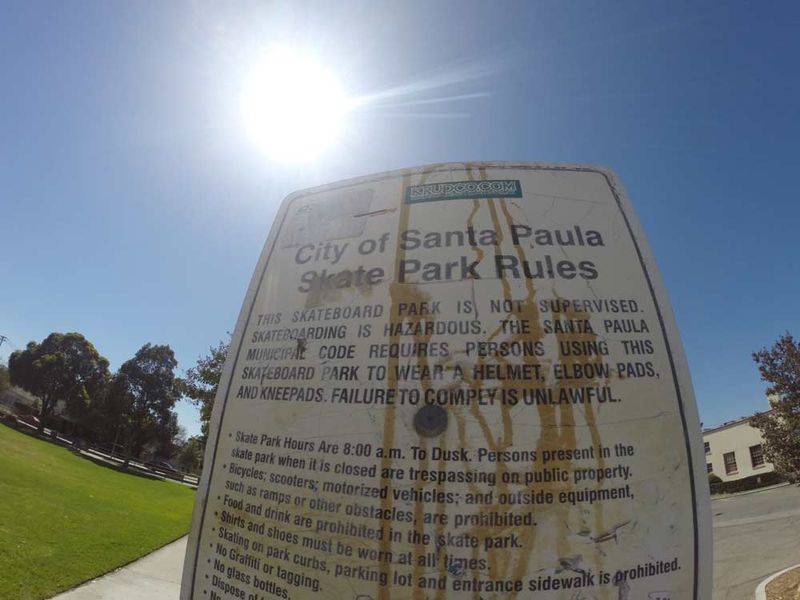 KRUPCO.COM
City of Santa Paula
Skate Park Rules
THIS SKATEBOARD PARK IS NOT SUPERVISED.
SKATEBOARDING IS HAZARDOUS. THE SANTA PAULA
MUNICIPAL CODE REQUIRES PERSONS USING THIS
SKATEBOARD PARK TO WEAR A HELMET, ELBOW PADS,
AND KNEEPADS. FAILURE TO COMPLY IS UNLAWFUL.
• Skate Park Hours Are 8:00 a.m. To Dusk. Persons present in the
skate park when it is closed are trespassing on public property.
• Bicycles; scooters; motorized vehicles; and outside equipment,
such as ramps or other obstacles, are prohibited.
• Food and drink are prohibited in the skate park.
• Shirts and shoes must be worn at all times.
• Skating on park curbs, parking lot and entrance sidewalk is prohibited.
• No Graffiti or tagging.
• No glass bottles.
• Dispose of